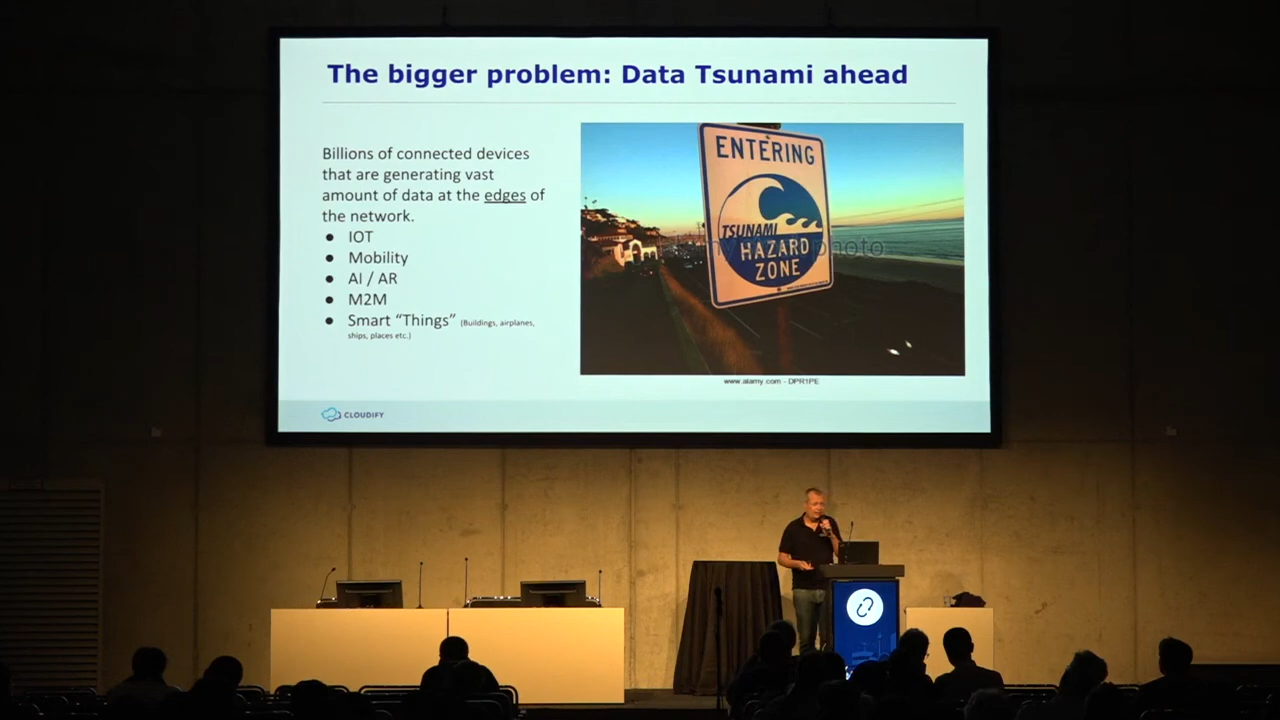 The bigger problem: Data Tsunami ahead
Billions of connected devices
that are generating vast
amount of data at the edges of
the network.
● IOT
● Mobility
● AI / AR
● M2M
● Smart “Things” (Buildings, airplanes,
ships, places etc.)
ENTERING
TSUNAMI
HAZARD
ZONE
photo
www.alamy.com - DPR1PE
CLOUDIFY